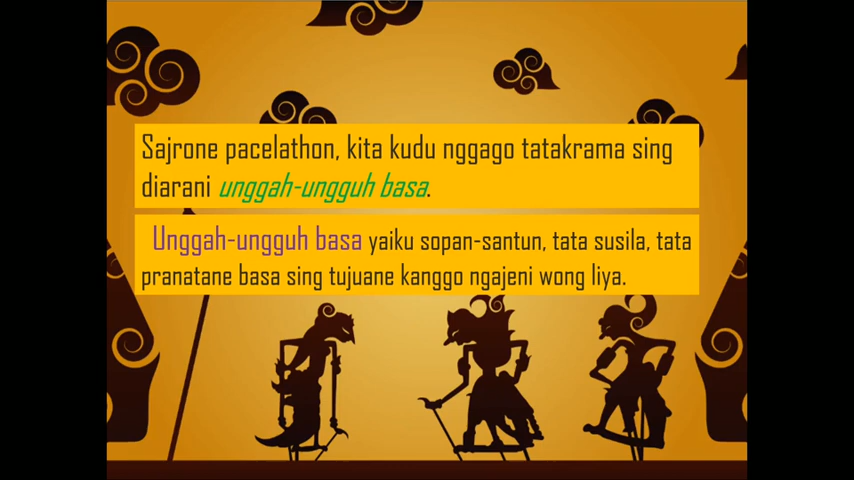 Sajrone pacelathon, kita kudu nggago tatakrama sing
diarani unggah-ungguh basa.
Unggah-ungguh basa yaiku sopan-santun, tata susila, tata
pranatane basa sing tujuane kanggo ngajeni wong liya.